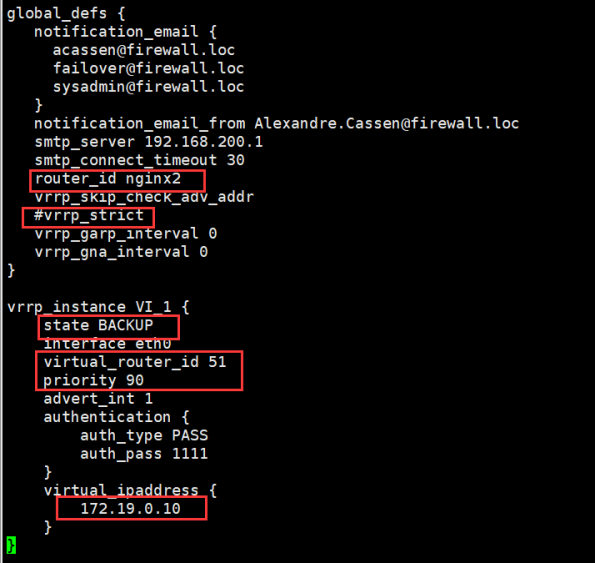 global_defs {
   notification_email {
     acassen@firewall.loc
     failover@firewall.loc
     sysadmin@firewall.loc
   }
   notification_email_from Alexandre.Cassen@firewall.loc
   smtp_server 192.168.200.1
   smtp_connect_timeout 30
   router_id nginx2
   vrrp_skip_check_adv_addr
   #vrrp_strict
   vrrp_garp_interval 0
   vrrp_gna_interval 0
}

vrrp_instance VI_1 {
    state BACKUP
    interface eth0
    virtual_router_id 51
    priority 90
    advert_int 1
    authentication {
        auth_type PASS
        auth_pass 1111
    }
    virtual_ipaddress {
        172.19.0.10
    }
}